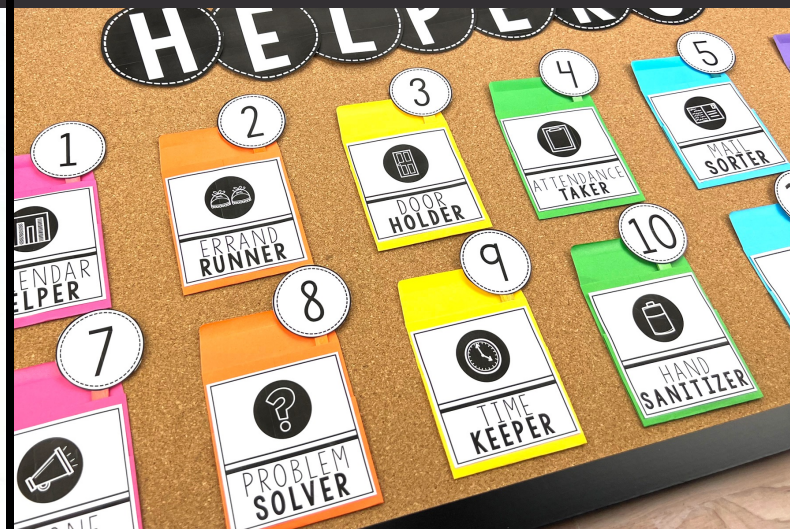 HELPERS
1
2
3
4
5
ENDAR
ELPER
ERRAND
RUNNER
DOOR
HOLDER
ATTENDANCE
TAKER
MAIL
SORTER
7
8
9
10
PROBLEM
SOLVER
TIME
KEEPER
HAND
SANITIZER